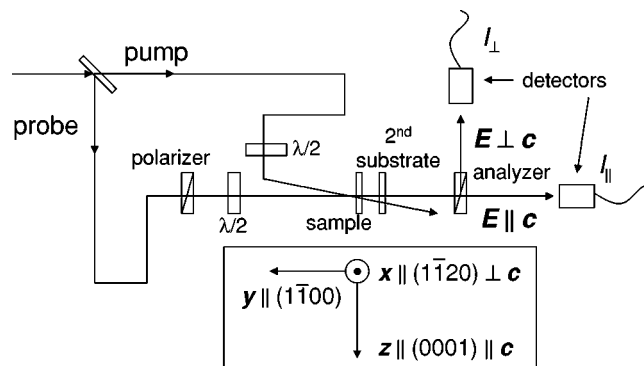 I⊥
pump
detectors
probe
2nd
E ⊥ c
polarizer
λ/2
substrate
analyzer
I||
λ/2
sample
E || c
x || (11̅20) ⊥ c
y || (11̅00)
z || (0001) || c